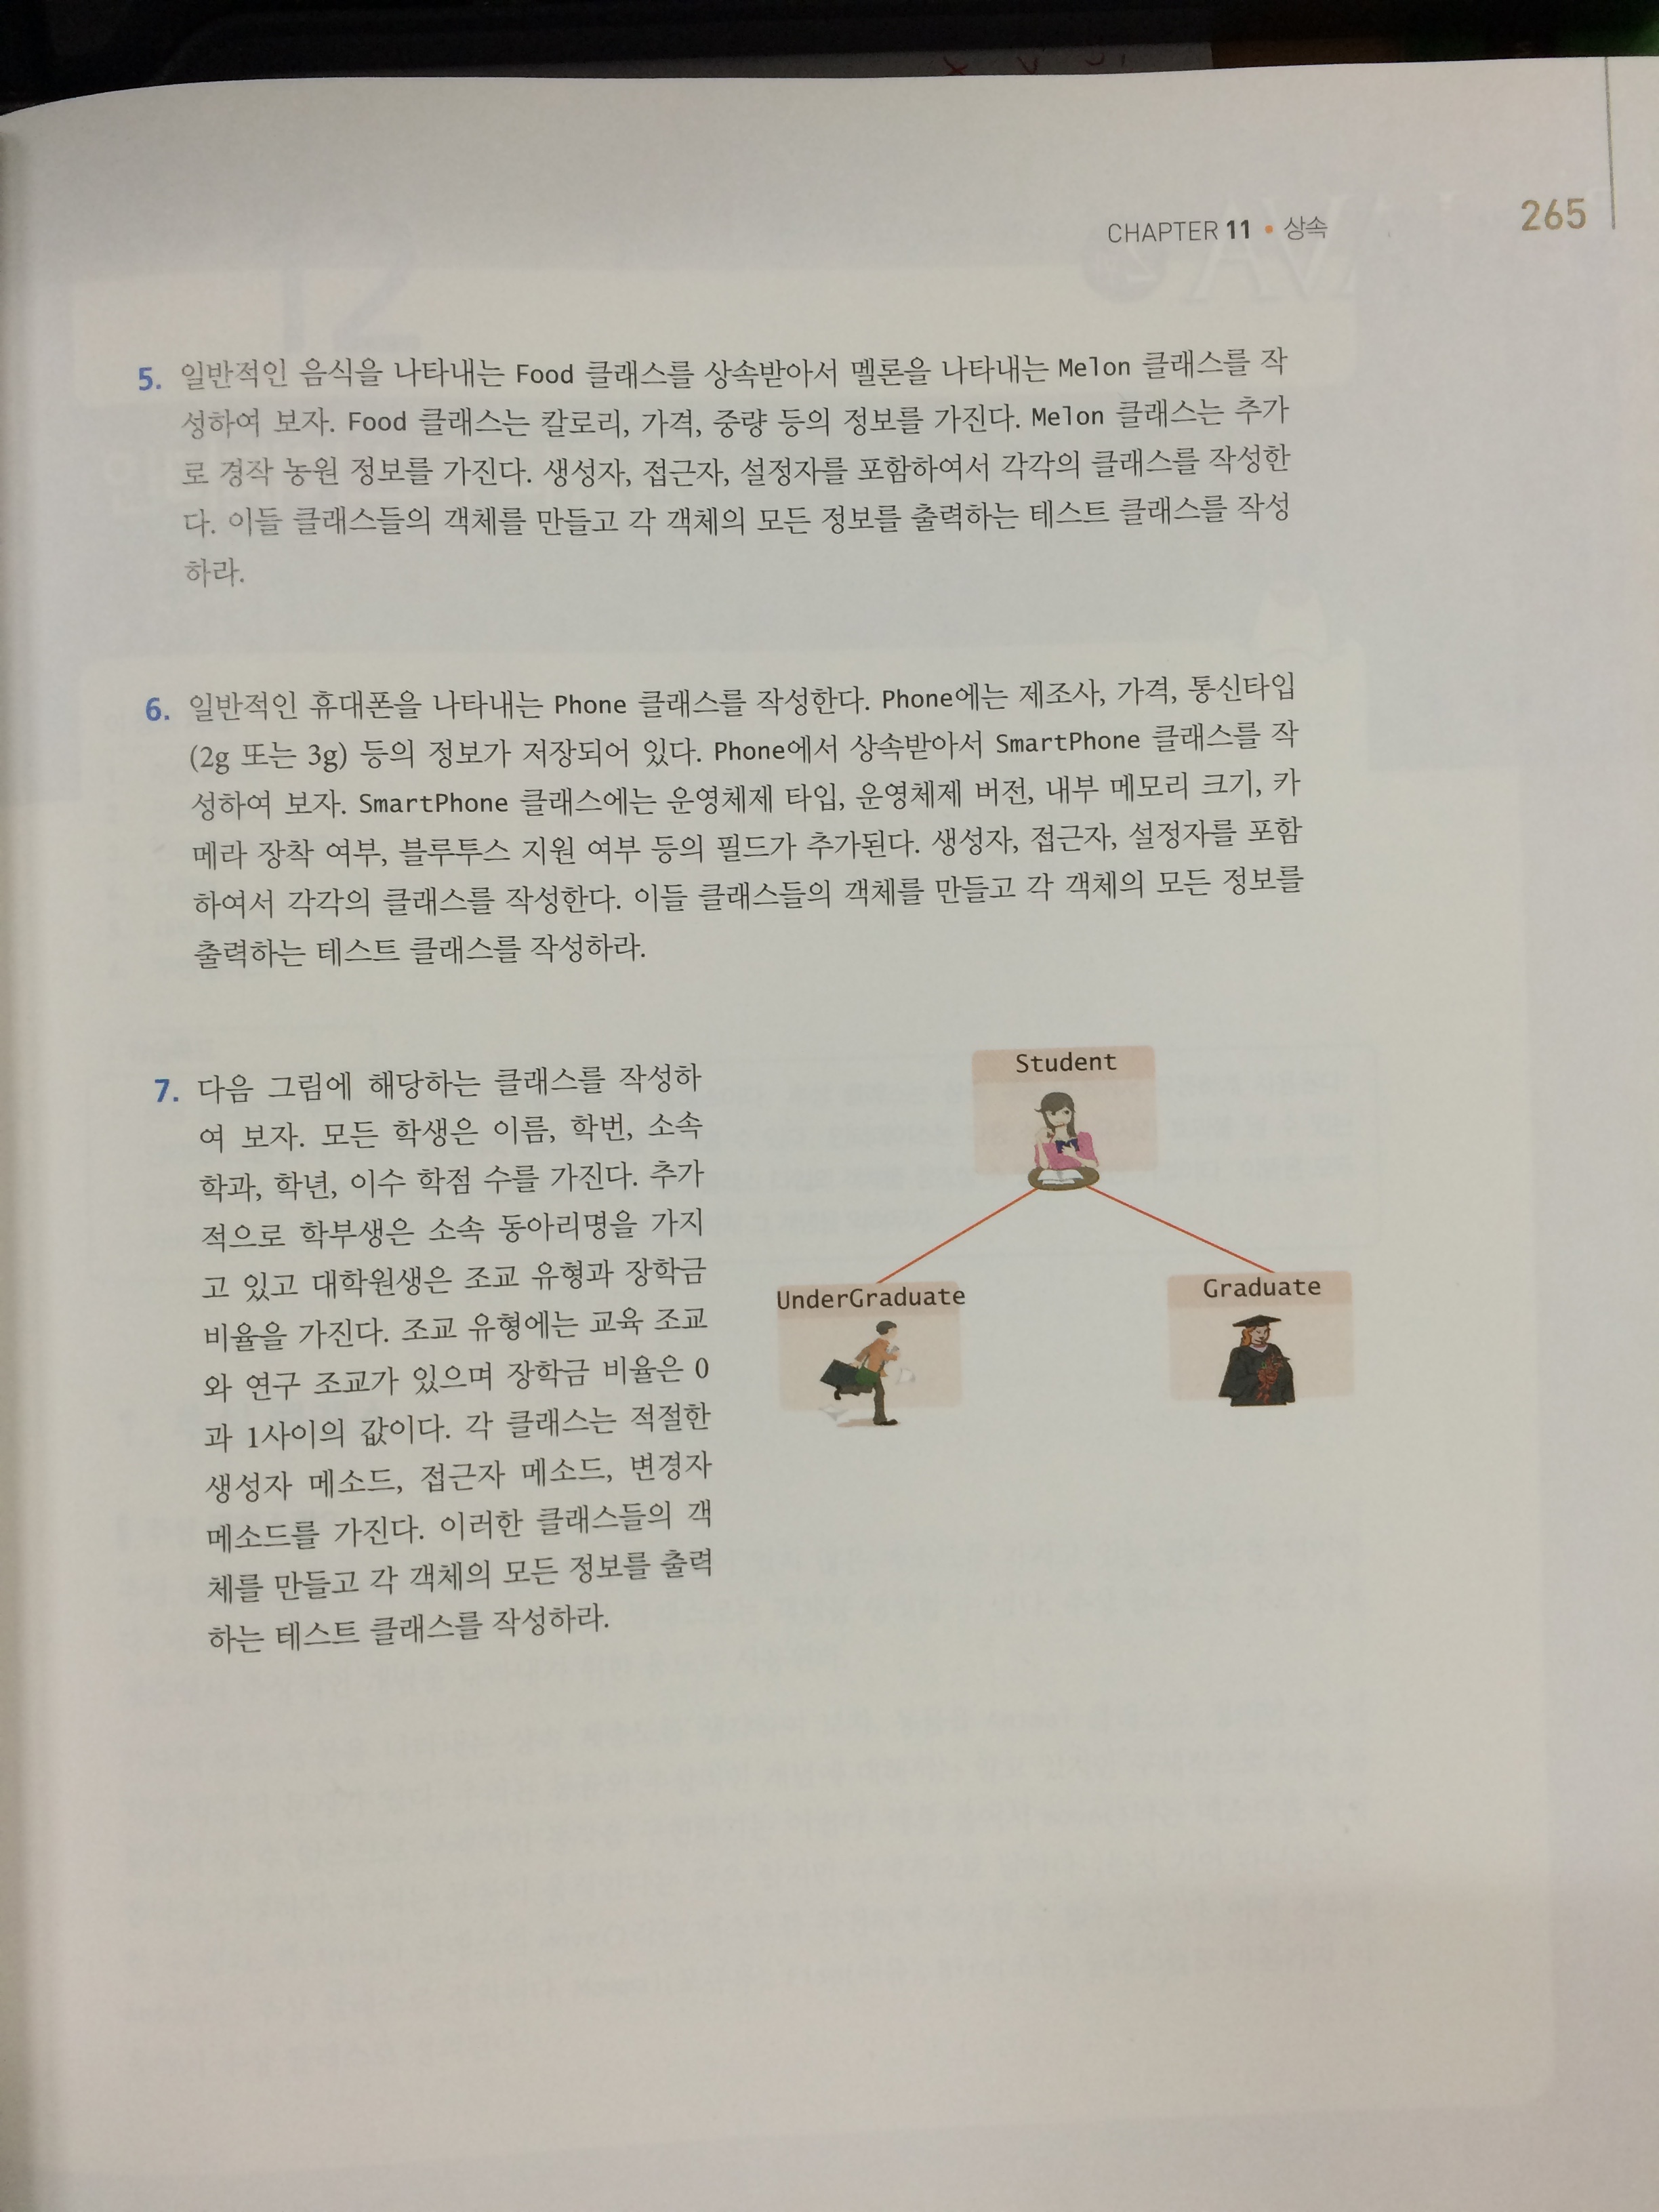 CHAPTER 11 • 상속
265
5. 일반적인 음식을 나타내는 Food 클래스를 상속받아서 멜론을 나타내는 Melon 클래스를 작
성하여 보자. Food 클래스는 칼로리, 가격, 중량 등의 정보를 가진다. Melon 클래스는 추가
로 경작 농원 정보를 가진다. 생성자, 접근자, 설정자를 포함하여서 각각의 클래스를 작성한
다. 이들 클래스들의 객체를 만들고 각 객체의 모든 정보를 출력하는 테스트 클래스를 작성
하라.
6. 일반적인 휴대폰을 나타내는 Phone 클래스를 작성한다. Phone에는 제조사, 가격, 통신타입
(2g 또는 3g) 등의 정보가 저장되어 있다. Phone에서 상속받아서 SmartPhone 클래스를 작
성하여 보자. SmartPhone 클래스에는 운영체제 타입, 운영체제 버전, 내부 메모리 크기, 카
메라 장착 여부, 블루투스 지원 여부 등의 필드가 추가된다. 생성자, 접근자, 설정자를 포함
하여서 각각의 클래스를 작성한다. 이들 클래스들의 객체를 만들고 각 객체의 모든 정보를
출력하는 테스트 클래스를 작성하라.
7. 다음 그림에 해당하는 클래스를 작성하
여 보자. 모든 학생은 이름, 학번, 소속
학과, 학년, 이수 학점 수를 가진다. 추가
적으로 학부생은 소속 동아리명을 가지
고 있고 대학원생은 조교 유형과 장학금
비율을 가진다. 조교 유형에는 교육 조교
와 연구 조교가 있으며 장학금 비율은 0
과 1사이의 값이다. 각 클래스는 적절한
생성자 메소드, 접근자 메소드, 변경자
메소드를 가진다. 이러한 클래스들의 객
체를 만들고 각 객체의 모든 정보를 출력
하는 테스트 클래스를 작성하라.
Student
UnderGraduate
Graduate